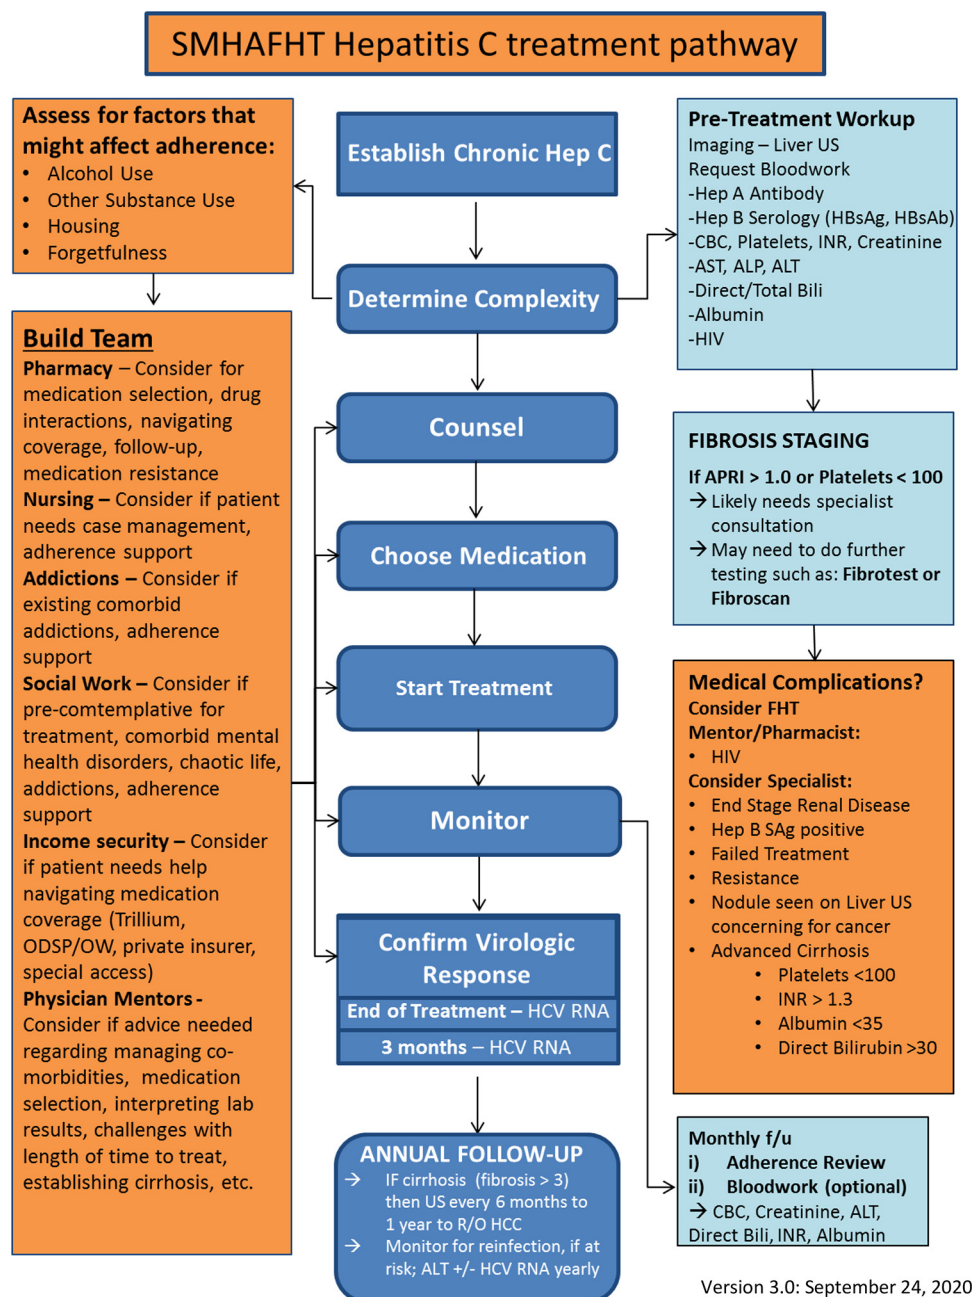 SMHAFHT Hepatitis C treatment pathway
Assess for factors that
might affect adherence:
• Alcohol Use
• Other Substance Use
• Housing
• Forgetfulness
Build Team
Pharmacy – Consider for
medication selection, drug
interactions, navigating
coverage, follow-up,
medication resistance
Nursing – Consider if patient
needs case management,
adherence support
Addictions – Consider if
existing comorbid
addictions, adherence
support
Social Work – Consider if
pre-comtemplative for
treatment, comorbid mental
health disorders, chaotic life,
addictions, adherence
support
Income security – Consider
if patient needs help
navigating medication
coverage (Trillium,
ODSP/OW, private insurer,
special access)
Physician Mentors -
Consider if advice needed
regarding managing co-
morbidities, medication
selection, interpreting lab
results, challenges with
length of time to treat,
establishing cirrhosis, etc.
Establish Chronic Hep C
Determine Complexity
Counsel
Choose Medication
Start Treatment
Monitor
Confirm Virologic
Response
End of Treatment – HCV RNA
3 months – HCV RNA
ANNUAL FOLLOW-UP
→ IF cirrhosis (fibrosis > 3)
then US every 6 months to
1 year to R/O HCC
→ Monitor for reinfection, if at
risk; ALT +/- HCV RNA yearly
Pre-Treatment Workup
Imaging – Liver US
Request Bloodwork
-Hep A Antibody
-Hep B Serology (HBsAg, HBsAb)
-CBC, Platelets, INR, Creatinine
-AST, ALP, ALT
-Direct/Total Bili
-Albumin
-HIV
FIBROSIS STAGING
If APRI > 1.0 or Platelets < 100
→ Likely needs specialist
consultation
→ May need to do further
testing such as: Fibrotest or
Fibroscan
Medical Complications?
Consider FHT
Mentor/Pharmacist:
• HIV
Consider Specialist:
• End Stage Renal Disease
• Hep B SAg positive
• Failed Treatment
• Resistance
• Nodule seen on Liver US
concerning for cancer
• Advanced Cirrhosis
• Platelets <100
• INR > 1.3
• Albumin <35
• Direct Bilirubin >30
Monthly f/u
i) Adherence Review
ii) Bloodwork (optional)
→ CBC, Creatinine, ALT,
Direct Bili, INR, Albumin
Version 3.0: September 24, 2020